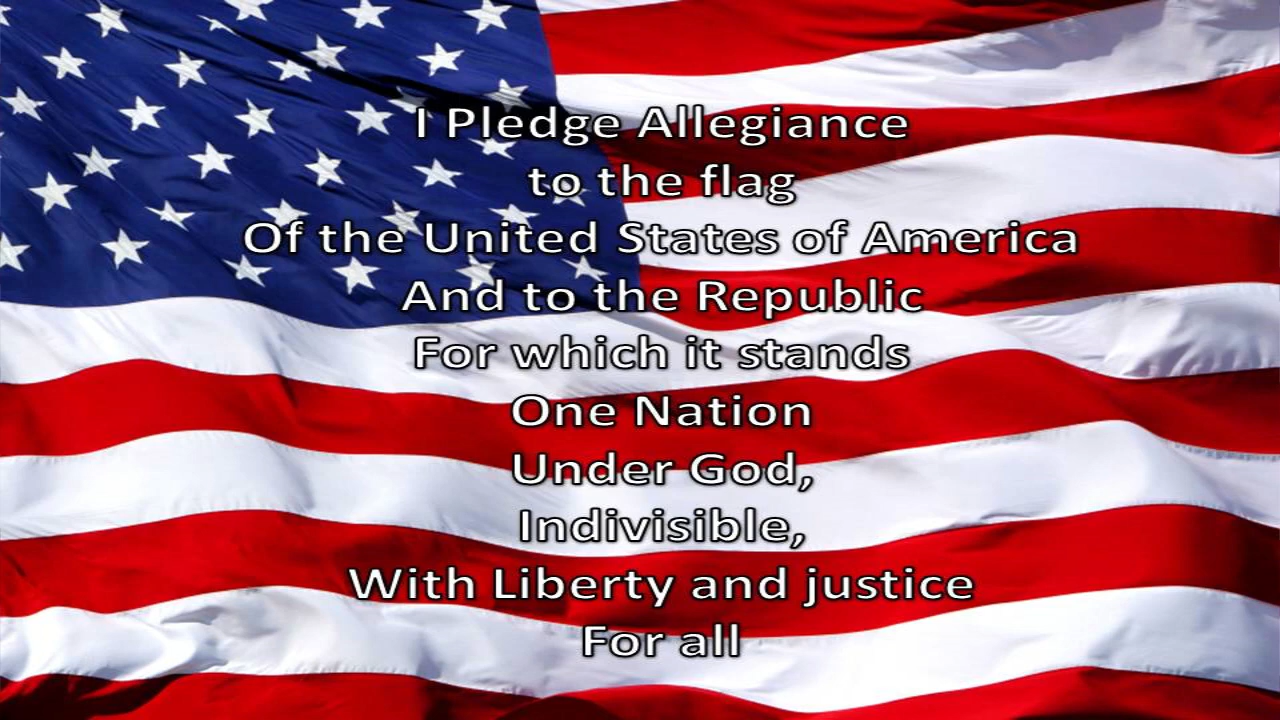 I Pledge Allegiance
to the flag
Of the United States of America
And to the Republic
For which it stands
One Nation
Under God,
Indivisible,
With Liberty and justice
For all